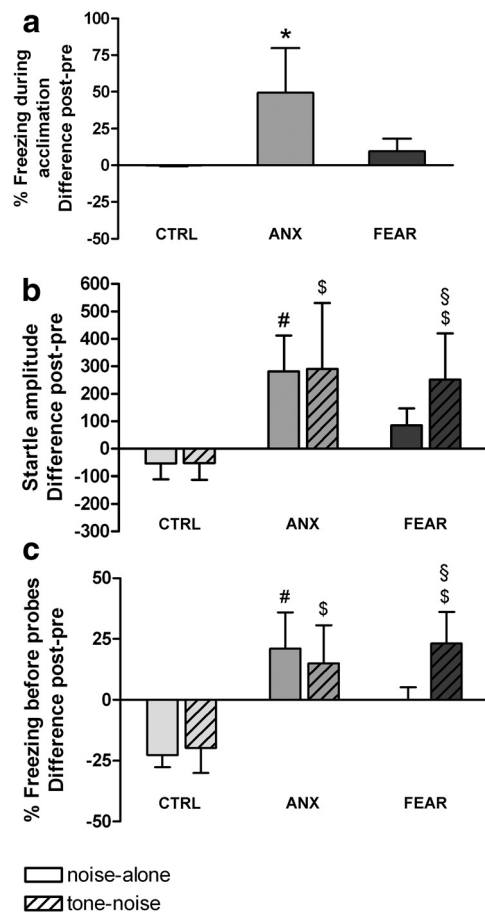 a
% Freezing during
acclimation
Difference post-pre
100
75
50
25
0
-25
-50
*
CTRL
ANX
FEAR
b
Startle amplitude
Difference post-pre
600
500
400
300
200
100
0
-100
-200
-300
#
$
§
$
CTRL
ANX
FEAR
c
% Freezing before probes
Difference post-pre
50
25
0
-25
-50
#
$
§
$
CTRL
ANX
FEAR
noise-alone
tone-noise